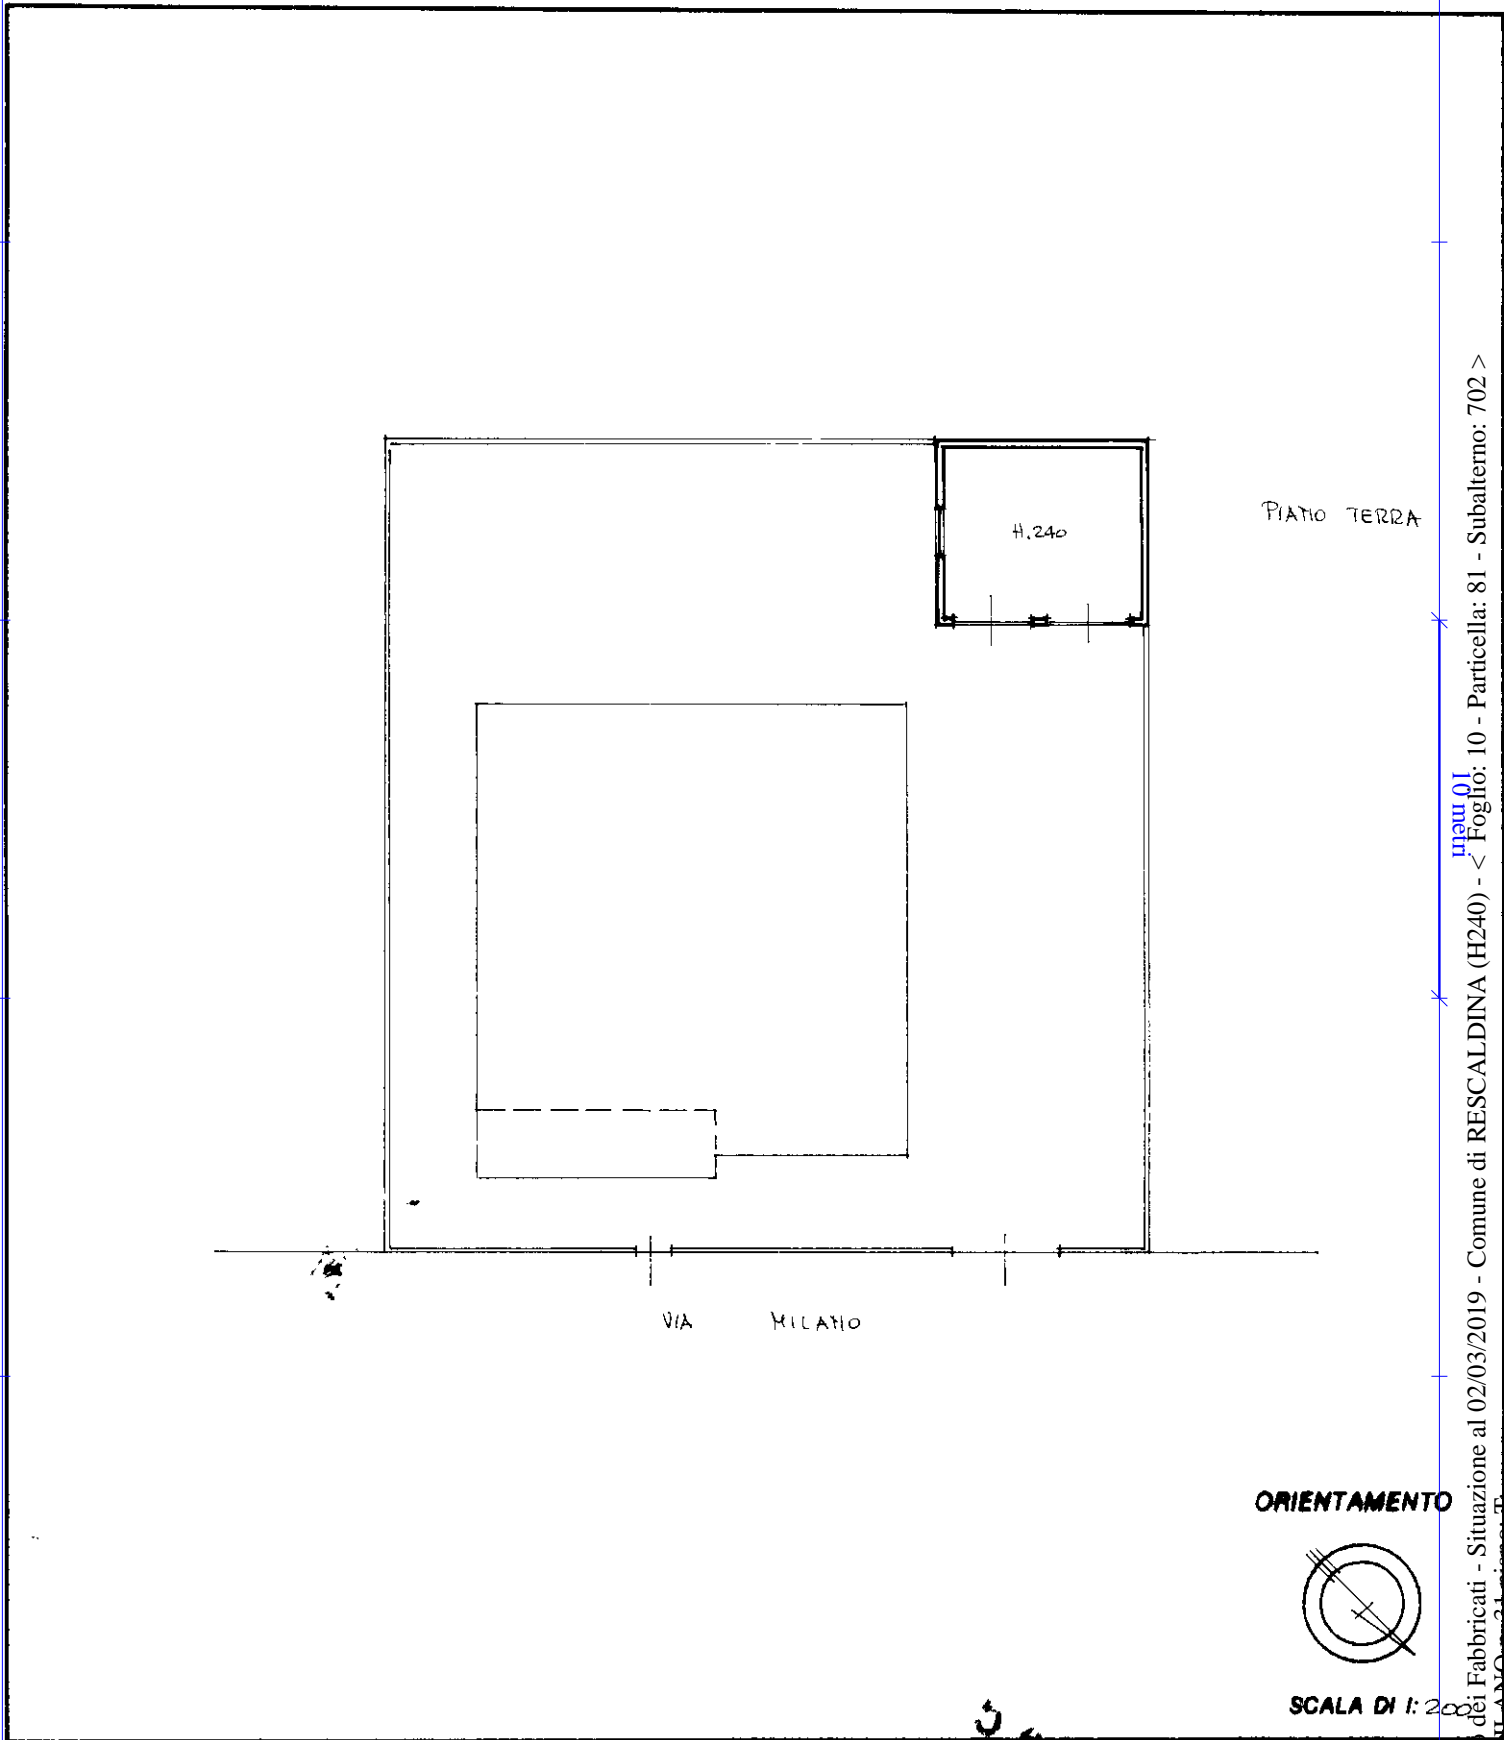 PIANO TERRA
H.240
VIA MILANO
ORIENTAMENTO
SCALA DI 1: 200
10 metri
dei Fabbricati - Situazione al 02/03/2019 - Comune di RESCALDINA (H240) - < Foglio: 10 - Particella: 81 - Subalterno: 702 >